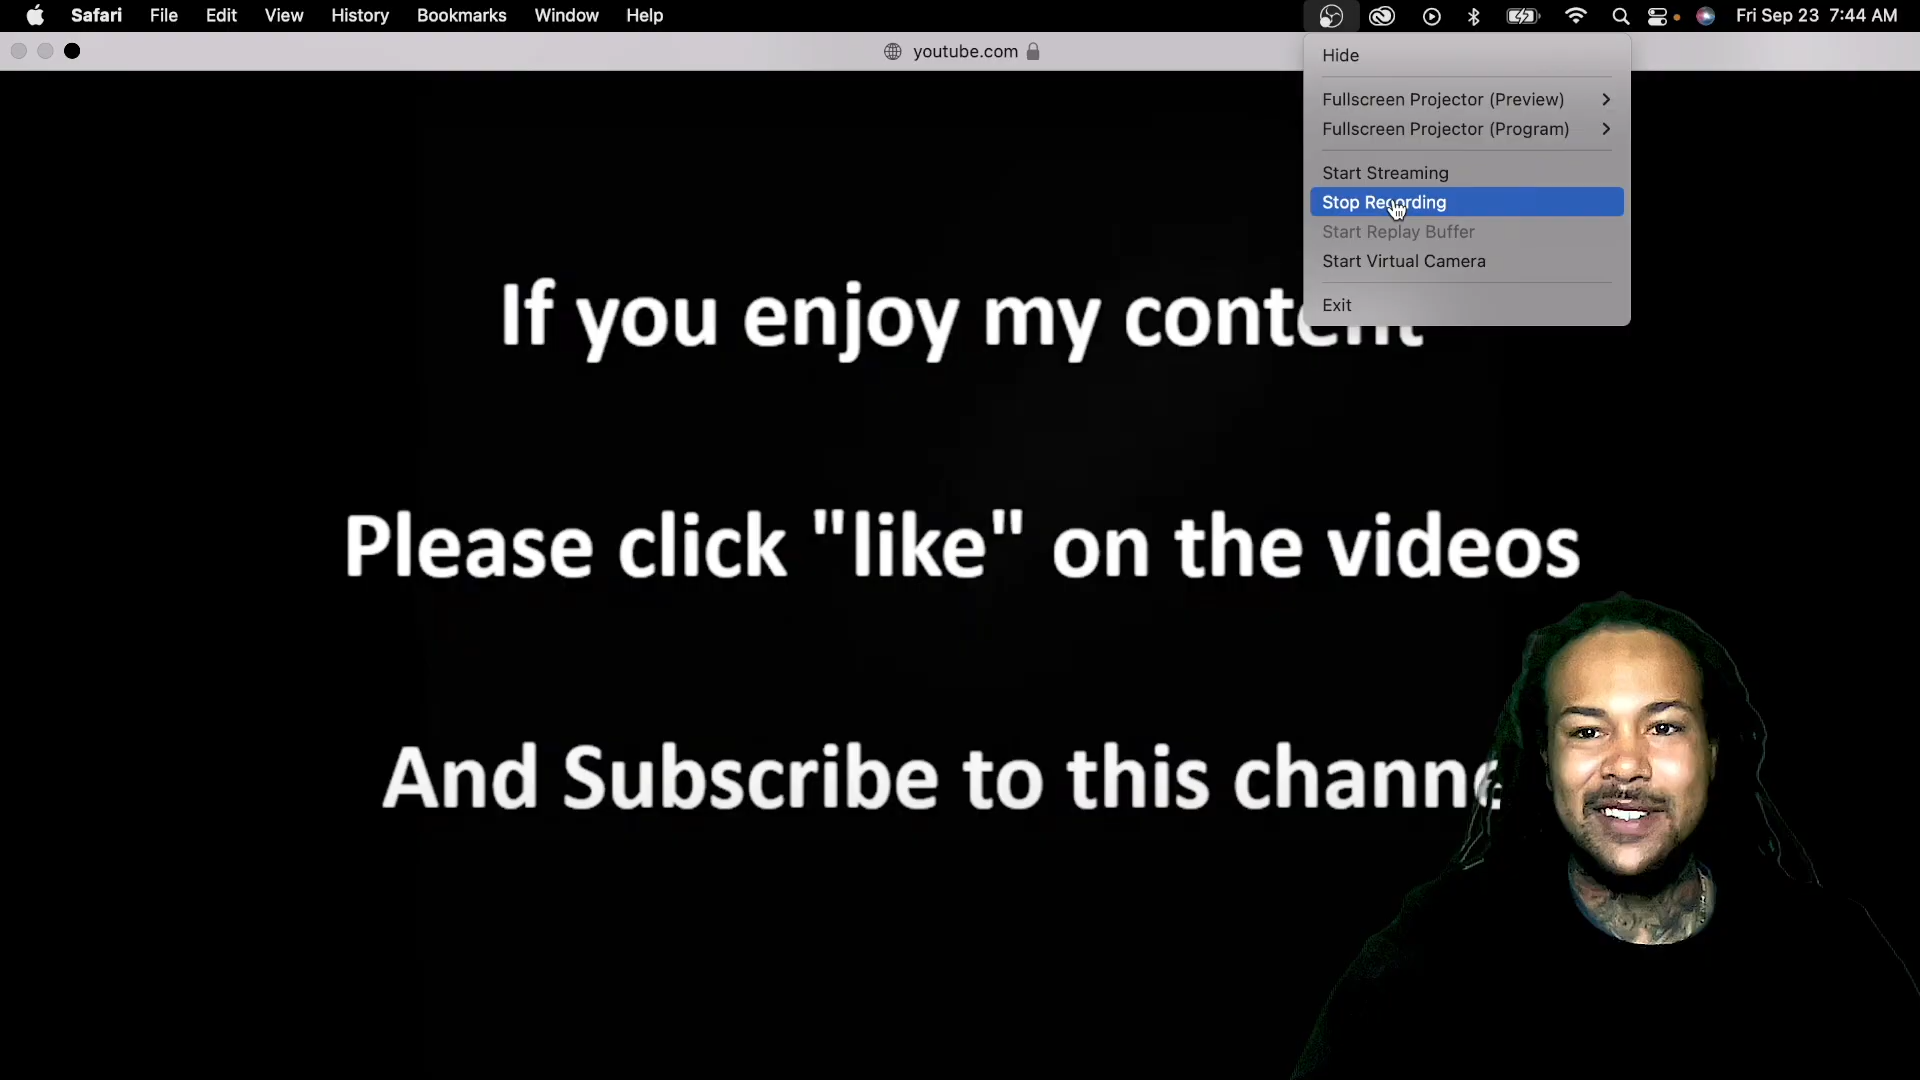 Safari File Edit View History Bookmarks Window Help Fri Sep 23 7:44 AM
youtube.com
Hide
Fullscreen Projector (Preview)
Fullscreen Projector (Program)
Start Streaming
Stop Recording
Start Replay Buffer
Start Virtual Camera
Exit
If you enjoy my content
Please click "like" on the videos
And Subscribe to this channe